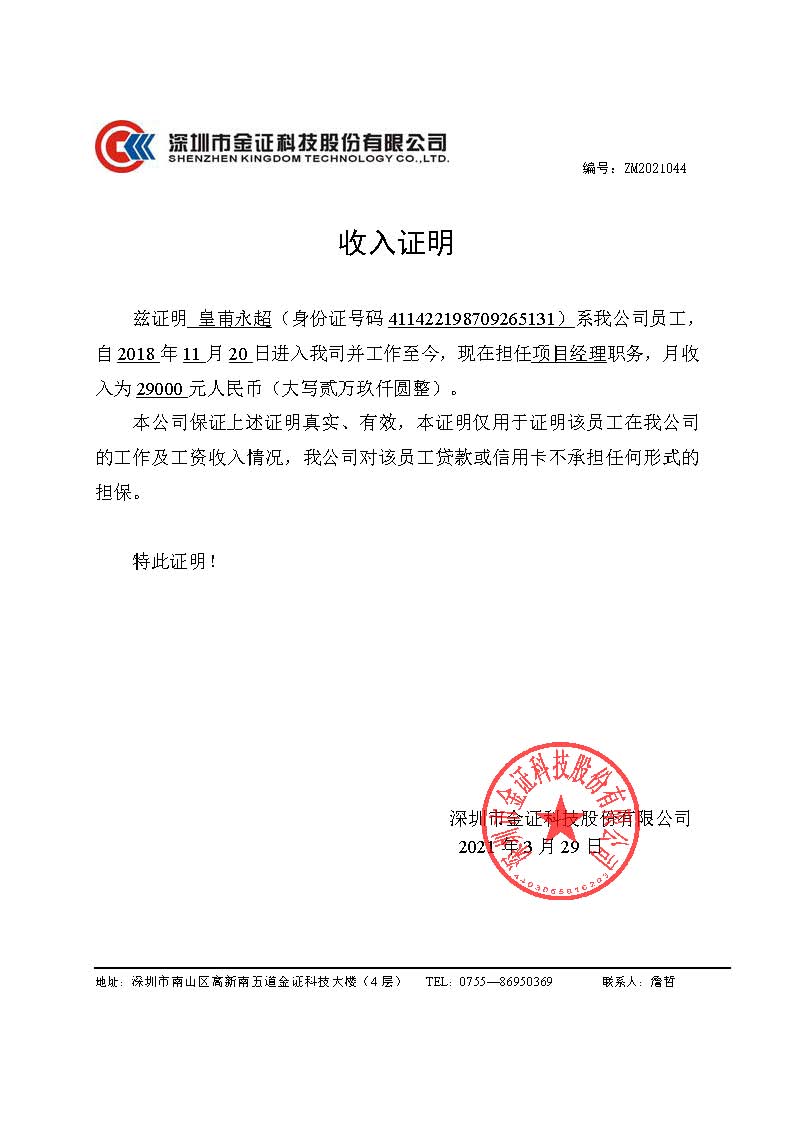 深圳市金证科技股份有限公司
SHENZHEN KINGDOM TECHNOLOGY CO.,LTD.
编号：ZM2021044
收入证明
兹证明 皇甫永超（身份证号码 411422198709265131）系我公司员工，
自 2018 年 11 月 20 日进入我司并工作至今，现在担任项目经理职务，月收
入为 29000 元人民币（大写贰万玖仟圆整）。
本公司保证上述证明真实、有效，本证明仅用于证明该员工在我公司
的工作及工资收入情况，我公司对该员工贷款或信用卡不承担任何形式的
担保。
特此证明！
深圳市金证科技股份有限公司
深圳市金证科技股份有限公司
2021 年 3 月 29 日
地址：深圳市南山区高新南五道金证科技大楼（4 层） TEL：0755—86950369 联系人：詹哲